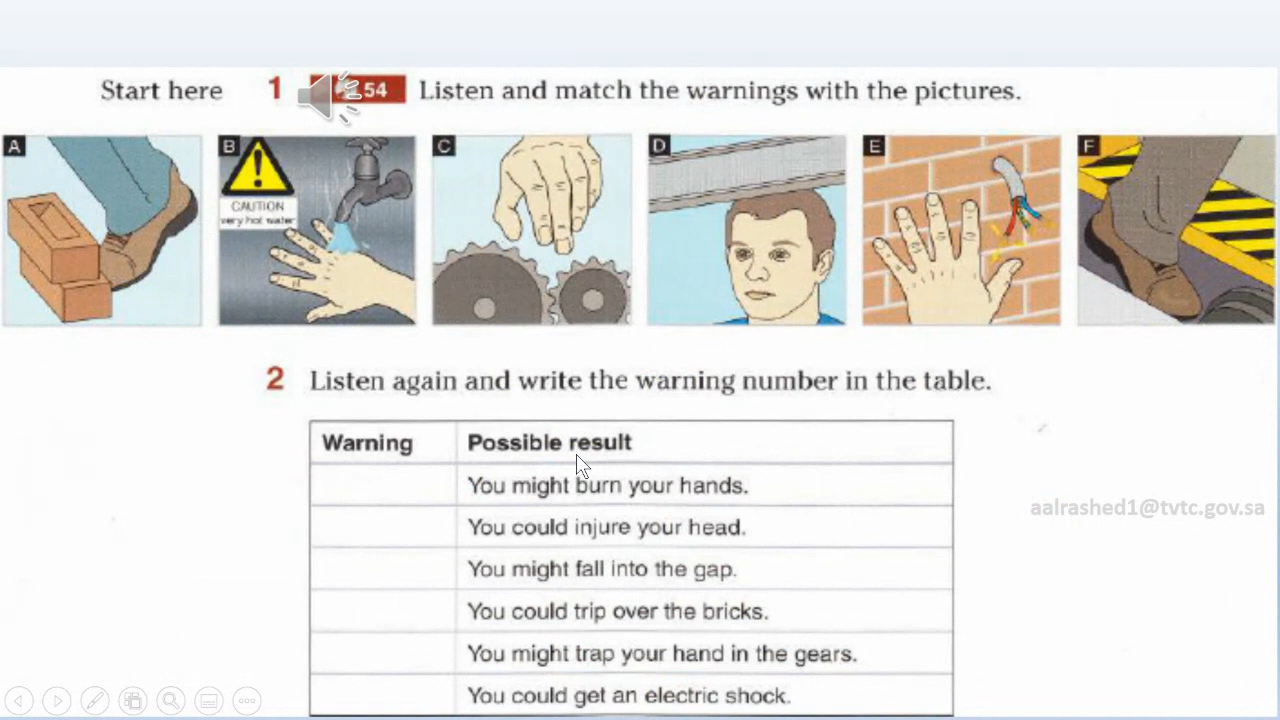 Start here 1 54 Listen and match the warnings with the pictures.
A B C D E F
CAUTION
very hot water
2 Listen again and write the warning number in the table.
Warning Possible result
You might burn your hands.
aalrashed1@tvtc.gov.sa
You could injure your head.
You might fall into the gap.
You could trip over the bricks.
You might trap your hand in the gears.
You could get an electric shock.